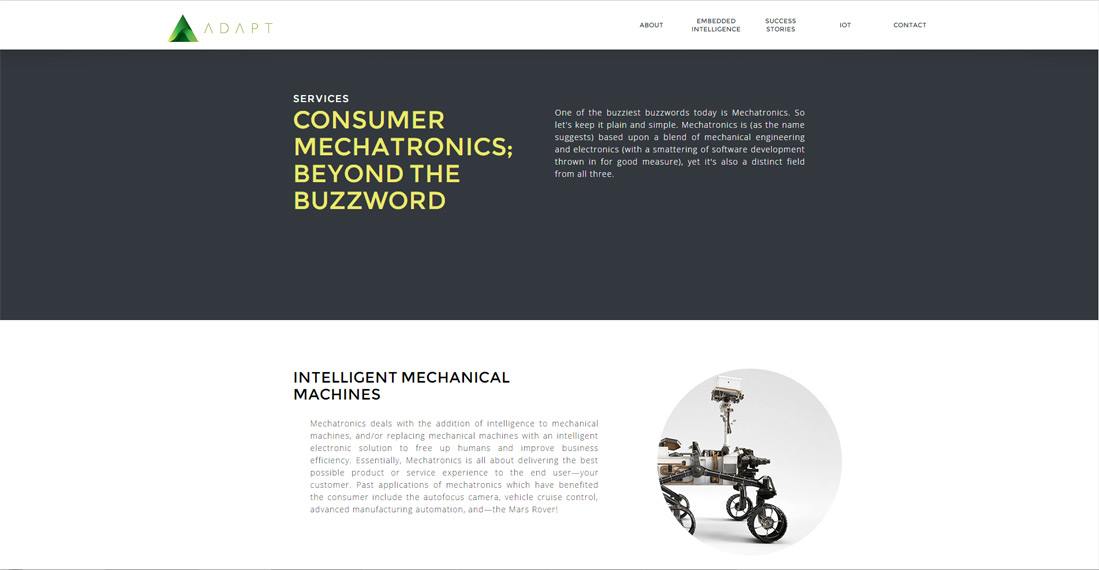 ADAPT
ABOUT
EMBEDDED
INTELLIGENCE
SUCCESS
STORIES
IOT
CONTACT
SERVICES
CONSUMER
MECHATRONICS;
BEYOND THE
BUZZWORD
One of the buzziest buzzwords today is Mechatronics. So
let's keep it plain and simple. Mechatronics is (as the name
suggests) based upon a blend of mechanical engineering
and electronics (with a smattering of software development
thrown in for good measure), yet it's also a distinct field
from all three.
INTELLIGENT MECHANICAL
MACHINES
Mechatronics deals with the addition of intelligence to mechanical
machines, and/or replacing mechanical machines with an intelligent
electronic solution to free up humans and improve business
efficiency. Essentially, Mechatronics is all about delivering the best
possible product or service experience to the end user—your
customer. Past applications of mechatronics which have benefited
the consumer include the autofocus camera, vehicle cruise control,
advanced manufacturing automation, and—the Mars Rover!